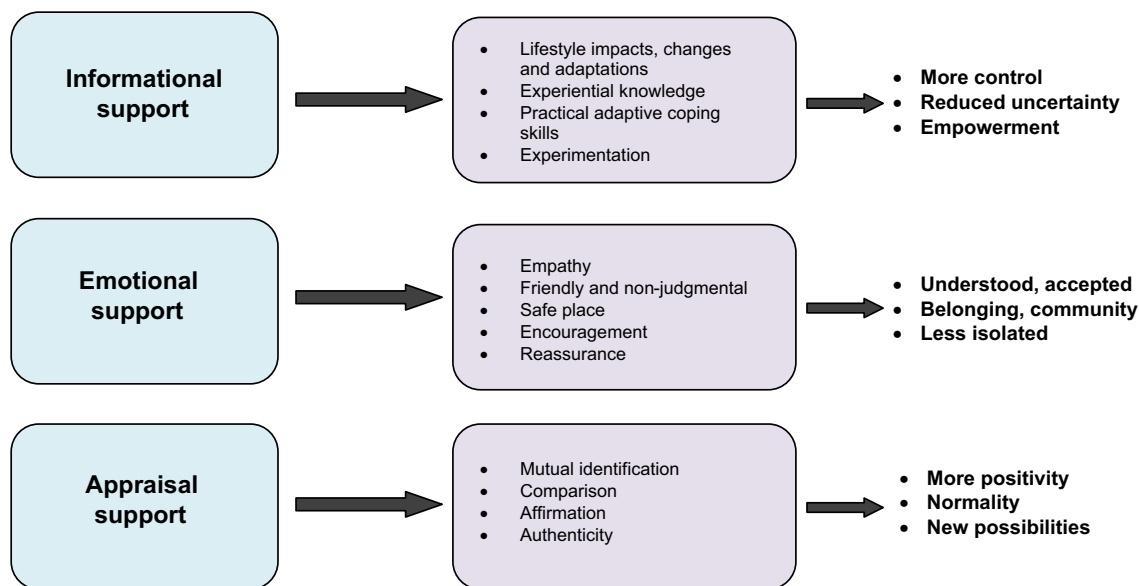 Informational
support
• Lifestyle impacts, changes
and adaptations
• Experiential knowledge
• Practical adaptive coping
skills
• Experimentation
• More control
• Reduced uncertainty
• Empowerment
Emotional
support
• Empathy
• Friendly and non-judgmental
• Safe place
• Encouragement
• Reassurance
• Understood, accepted
• Belonging, community
• Less isolated
Appraisal
support
• Mutual identification
• Comparison
• Affirmation
• Authenticity
• More positivity
• Normality
• New possibilities